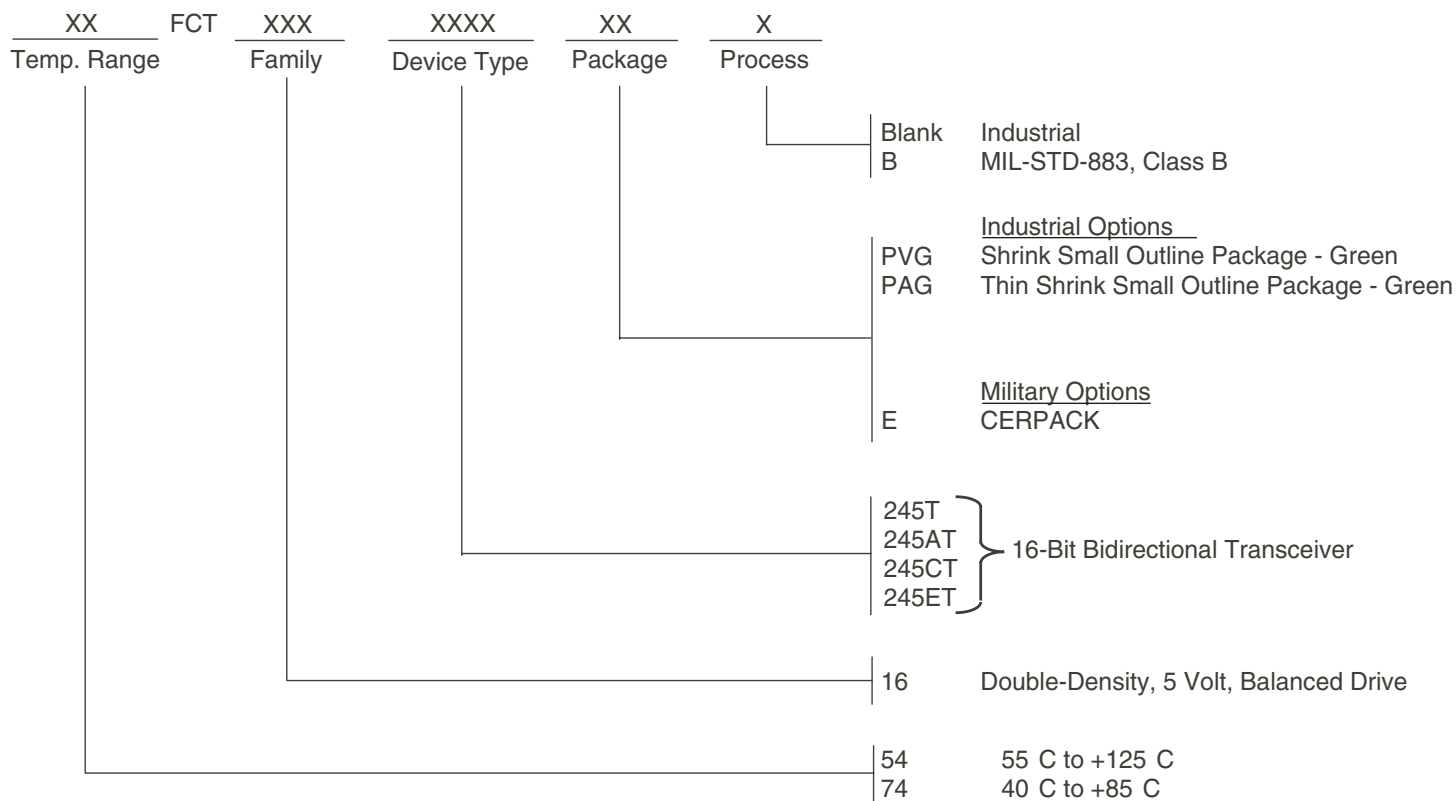 XX FCT XXX XXXX XX X
Temp. Range Family Device Type Package Process
Blank Industrial
B MIL-STD-883, Class B
Industrial Options
PVG Shrink Small Outline Package - Green
PAG Thin Shrink Small Outline Package - Green
Military Options
E CERPACK
245T
245AT
245CT
245ET
16-Bit Bidirectional Transceiver
16 Double-Density, 5 Volt, Balanced Drive
54 55 C to +125 C
74 40 C to +85 C